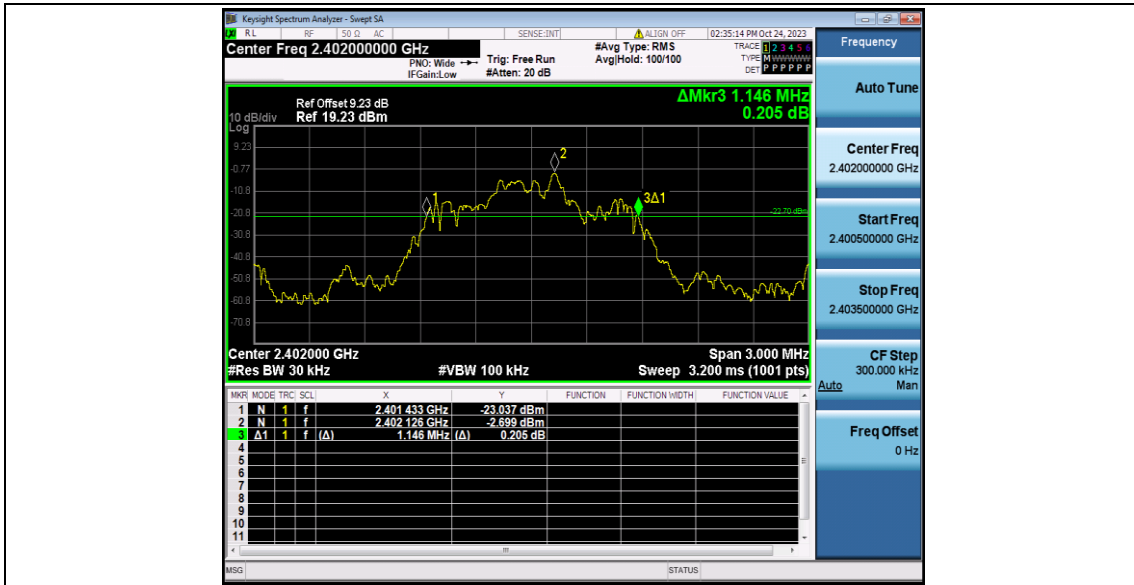 Keysight Spectrum Analyzer - Swept SA
LXI RL RF 50 Ω AC SENSE:INT ALIGN OFF 02:35:14 PM Oct 24, 2023
Center Freq 2.402000000 GHz
PNO: Wide
IFGain:Low
Trig: Free Run
#Atten: 20 dB
#Avg Type: RMS
Avg|Hold: 100/100
TRACE 1 2 3 4 5 6
TYPE M W W W W W
DET P P P P P P
Frequency
Auto Tune
Center Freq
2.402000000 GHz
Start Freq
2.400500000 GHz
Stop Freq
2.403500000 GHz
CF Step
300.000 kHz
Auto Man
Freq Offset
0 Hz
ΔMkr3 1.146 MHz
0.205 dB
Ref Offset 9.23 dB
10 dB/div Ref 19.23 dBm
Log
9.23
-0.77
-10.8
-20.8
-30.8
-40.8
-50.8
-60.8
-70.8
1
2
3Δ1
-22.70 dBm
Center 2.402000 GHz Span 3.000 MHz
#Res BW 30 kHz #VBW 100 kHz Sweep 3.200 ms (1001 pts)
MKR MODE TRC SCL X Y FUNCTION FUNCTION WIDTH FUNCTION VALUE
1 N 1 f 2.401 433 GHz -23.037 dBm
2 N 1 f 2.402 126 GHz -2.699 dBm
3 Δ1 1 f (Δ) 1.146 MHz (Δ) 0.205 dB
4
5
6
7
8
9
10
11
MSG STATUS